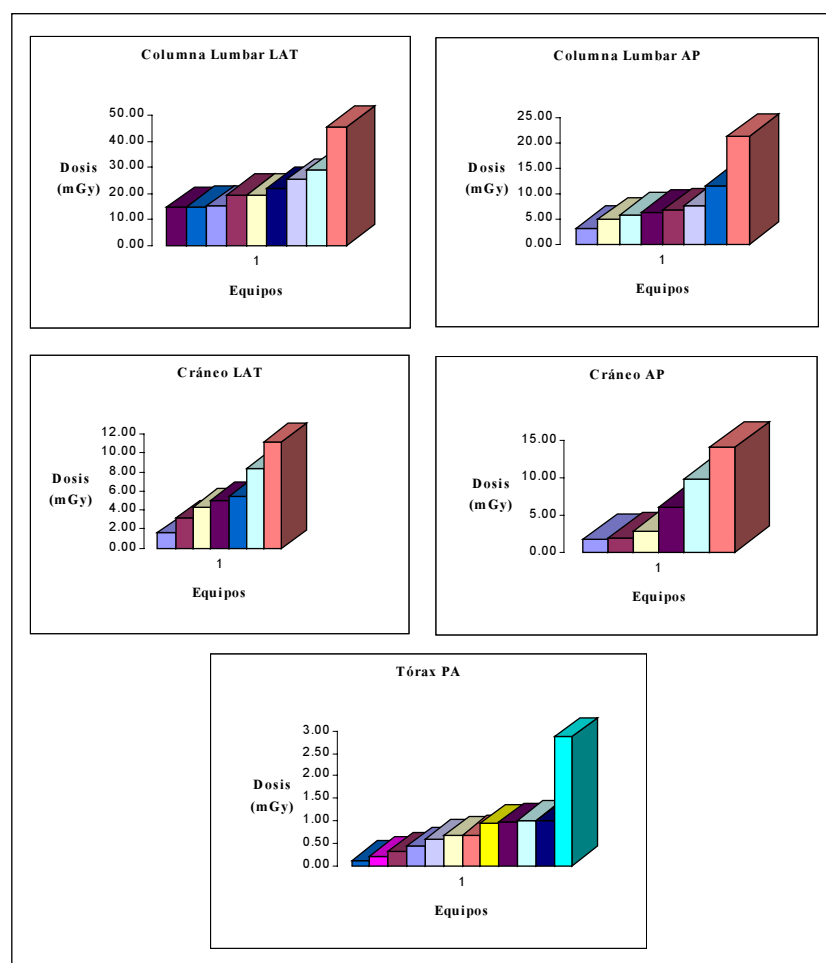 Columna Lumbar LAT
50.00
40.00
30.00
20.00
10.00
0.00
Dosis
(mGy)
1
Equipos
Columna Lumbar AP
25.00
20.00
15.00
10.00
5.00
0.00
Dosis
(mGy)
1
Equipos
Cráneo LAT
12.00
10.00
8.00
6.00
4.00
2.00
0.00
Dosis
(mGy)
1
Equipos
Cráneo AP
15.00
10.00
5.00
0.00
Dosis
(mGy)
1
Equipos
Tórax PA
3.00
2.50
2.00
1.50
1.00
0.50
0.00
Dosis
(mGy)
1
Equipos